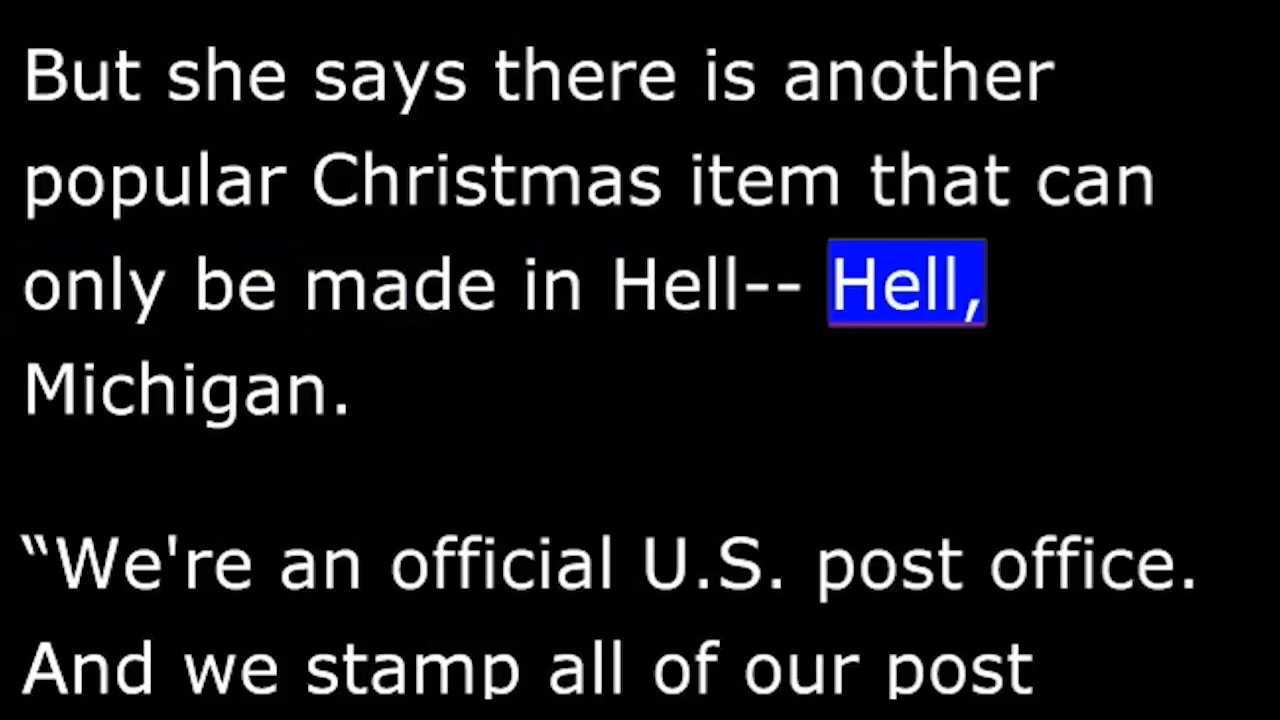 But she says there is another
popular Christmas item that can
only be made in Hell-- Hell,
Michigan.
“We're an official U.S. post office.
And we stamp all of our post